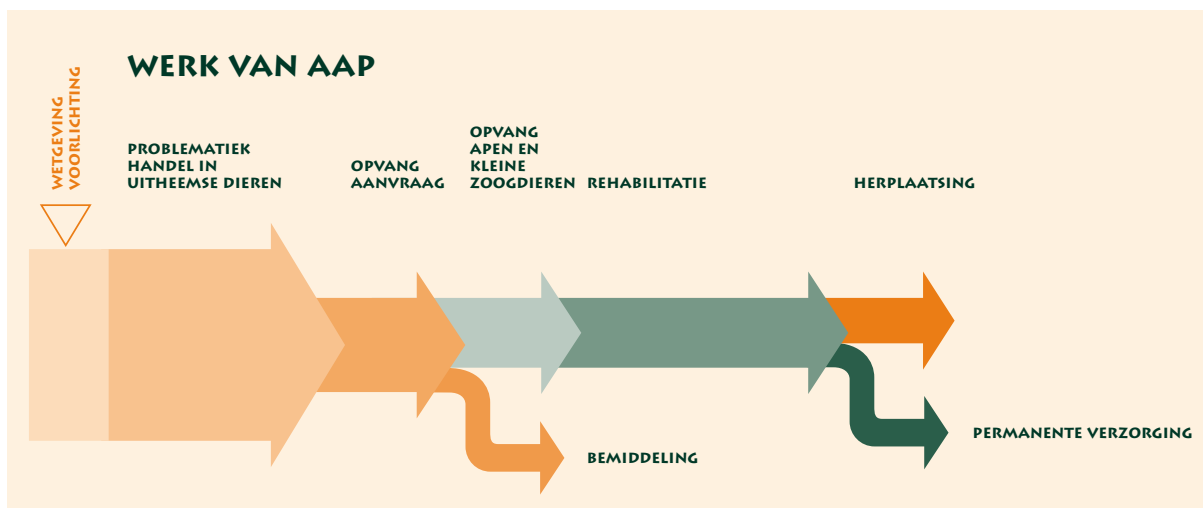 WERK VAN AAP
WETGEVING
VOORLICHTING
PROBLEMATIEK
HANDEL IN
UITHEEMSE DIEREN
OPVANG
AANVRAAG
OPVANG
APEN EN
KLEINE
ZOOGDIEREN
REHABILITATIE
HERPLAATSING
BEMIDDELING
PERMANENTE VERZORGING